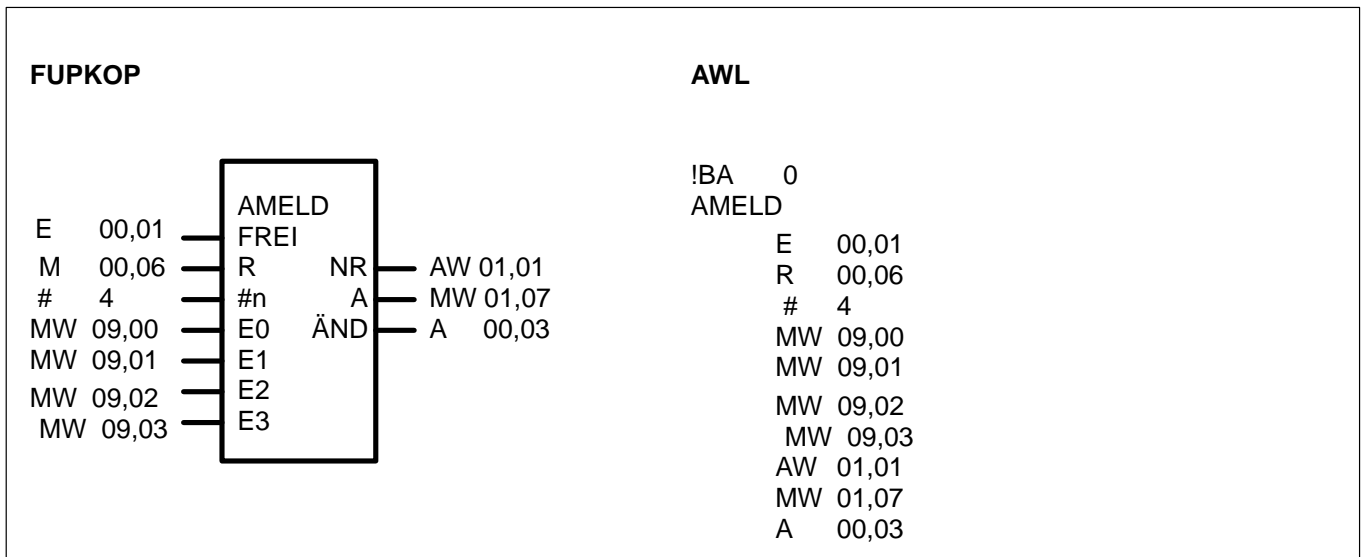 FUPKOP
AWL
AMELD
E 00,01 FREI
M 00,06 R NR AW 01,01
# 4 #n A MW 01,07
MW 09,00 E0 ÄND A 00,03
MW 09,01 E1
MW 09,02 E2
MW 09,03 E3
!BA 0
AMELD
E 00,01
R 00,06
# 4
MW 09,00
MW 09,01
MW 09,02
MW 09,03
AW 01,01
MW 01,07
A 00,03